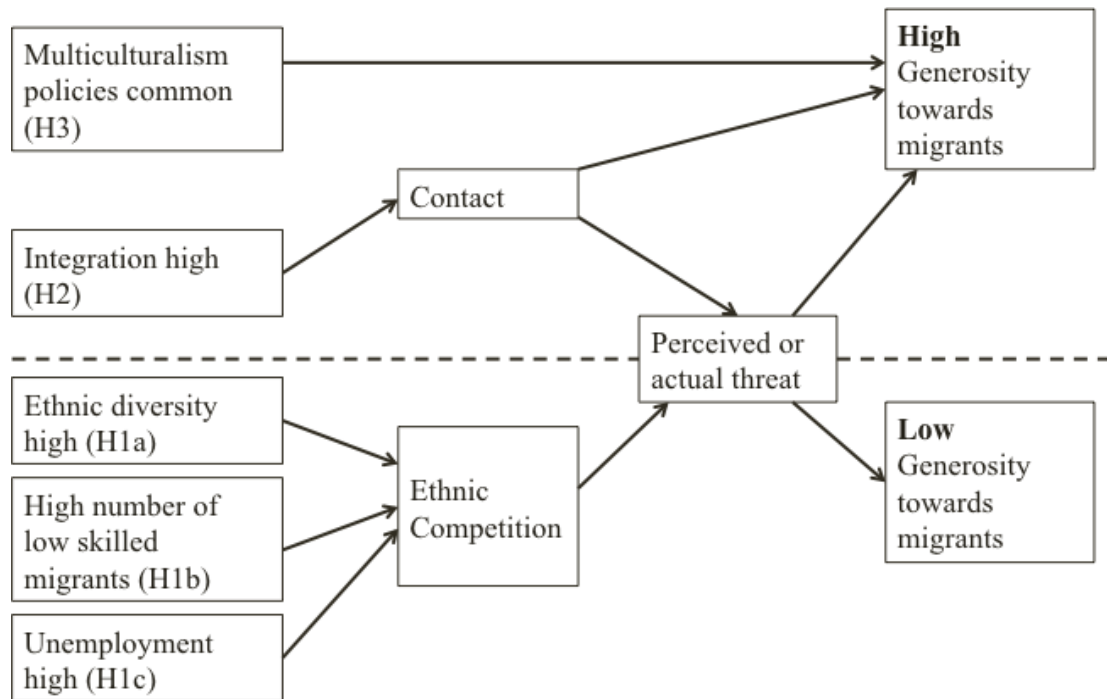 Multiculturalism
policies common
(H3)
High
Generosity
towards
migrants
Contact
Integration high
(H2)
Perceived or
actual threat
Ethnic diversity
high (H1a)
High number of
low skilled
migrants (H1b)
Unemployment
high (H1c)
Ethnic
Competition
Low
Generosity
towards
migrants